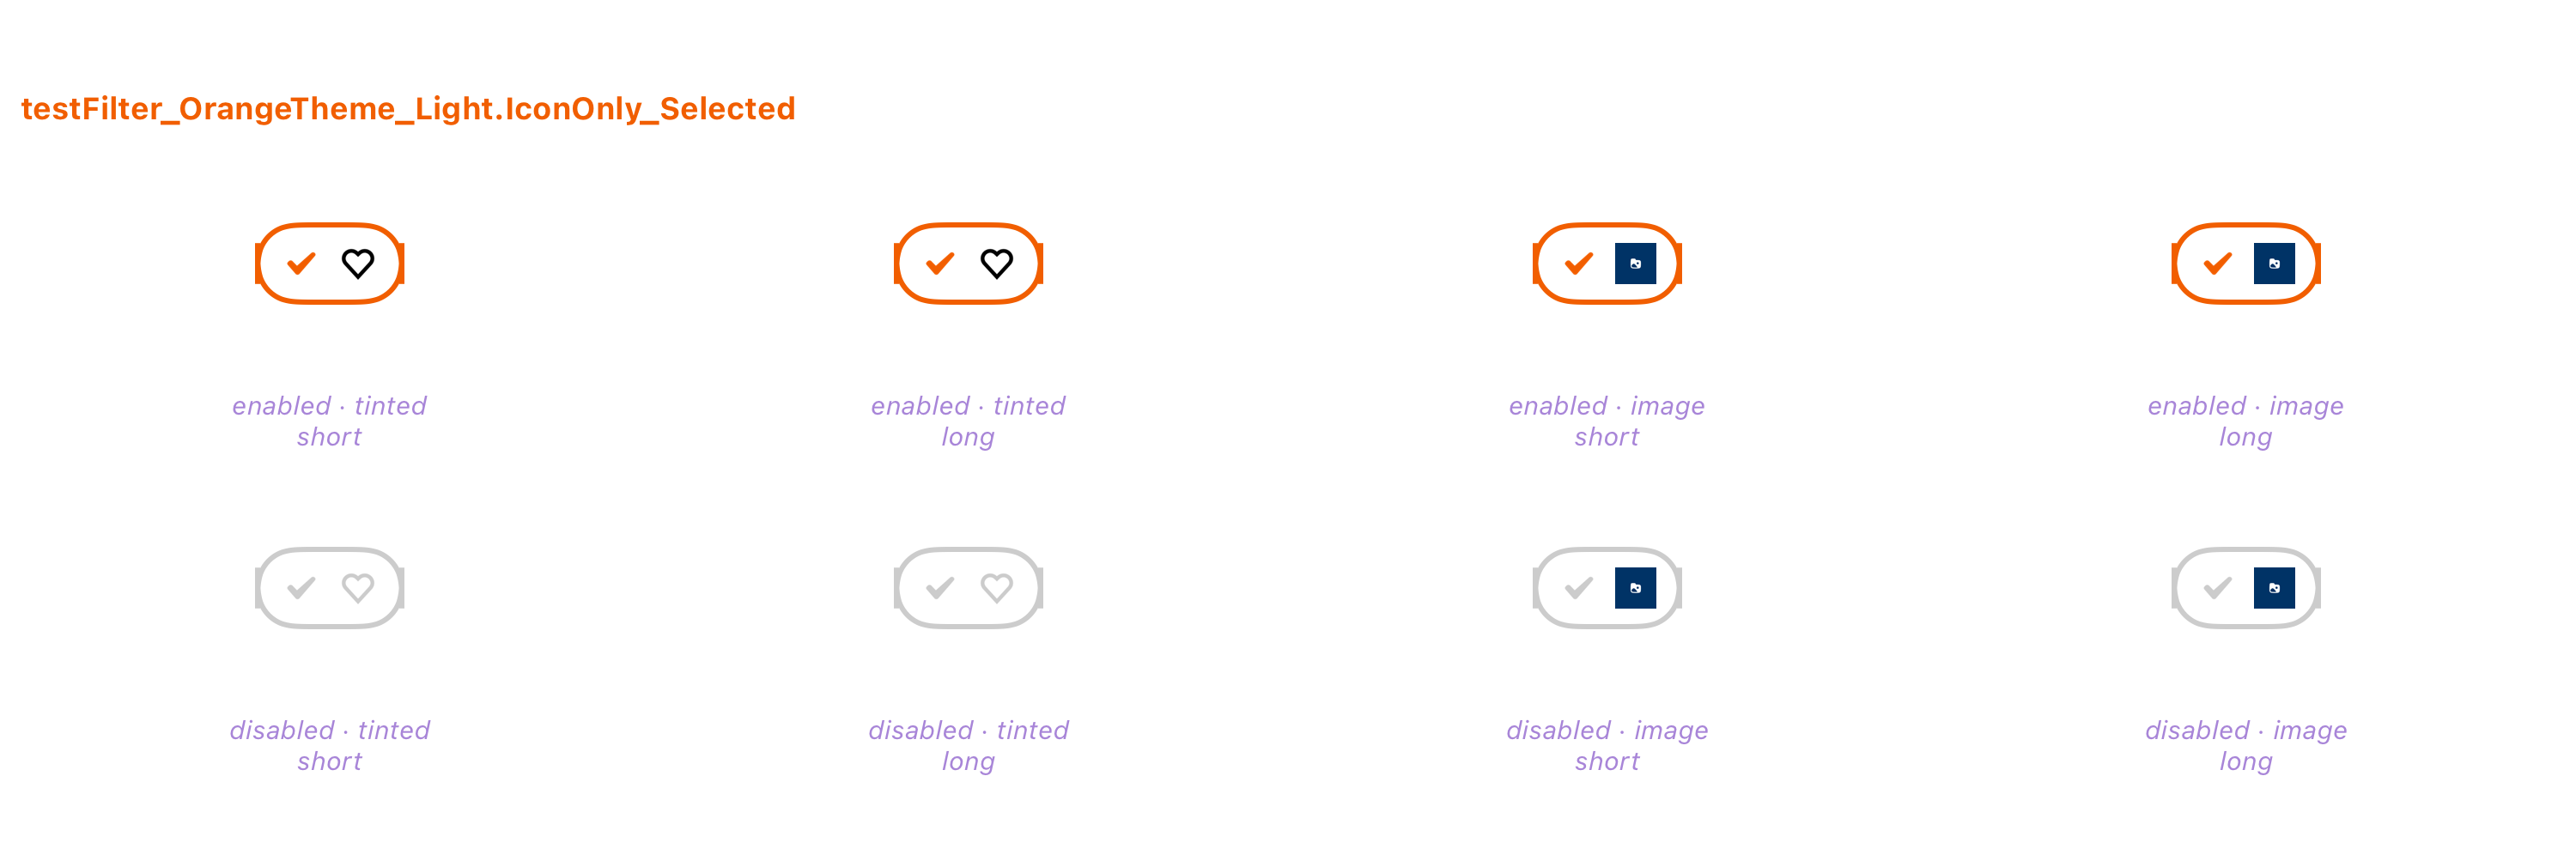 testFilter_OrangeTheme_Light.IconOnly_Selected
enabled · tinted
short
enabled · tinted
long
enabled · image
short
enabled · image
long
disabled · tinted
short
disabled · tinted
long
disabled · image
short
disabled · image
long